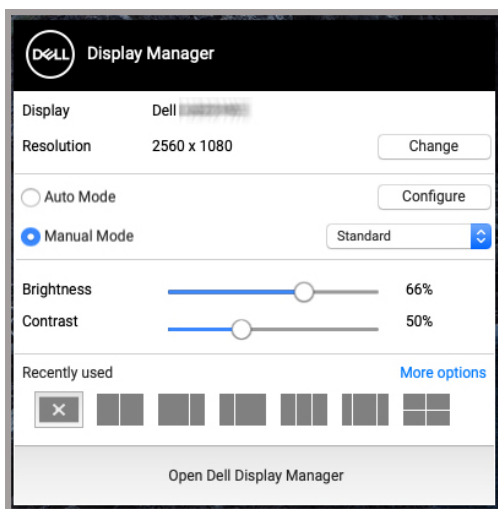 DELL Display Manager
Display Dell
Resolution 2560 x 1080 Change
Auto Mode Configure
Manual Mode Standard
Brightness 66%
Contrast 50%
Recently used More options
Open Dell Display Manager